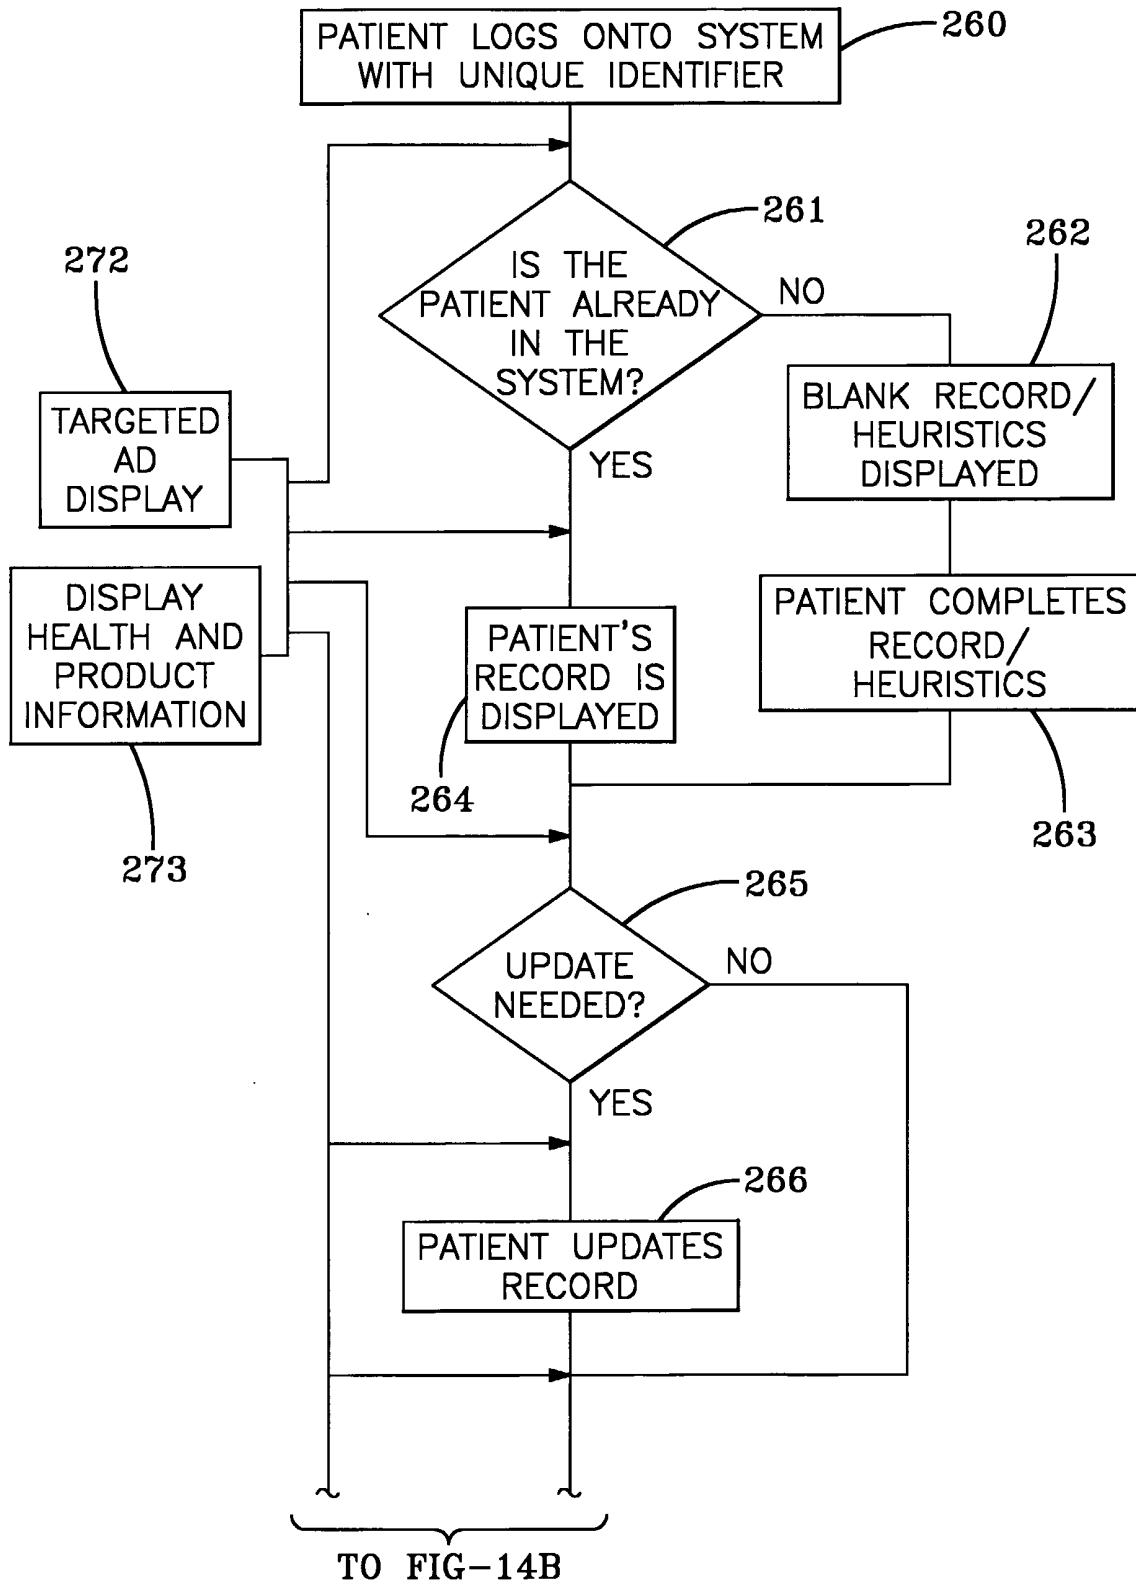 PATIENT LOGS ONTO SYSTEM
WITH UNIQUE IDENTIFIER
260
261
IS THE
PATIENT ALREADY
IN THE
SYSTEM?
NO
YES
262
BLANK RECORD/
HEURISTICS
DISPLAYED
272
TARGETED
AD
DISPLAY
DISPLAY
HEALTH AND
PRODUCT
INFORMATION
273
PATIENT'S
RECORD IS
DISPLAYED
264
PATIENT COMPLETES
RECORD/
HEURISTICS
263
265
UPDATE
NEEDED?
NO
YES
266
PATIENT UPDATES
RECORD
TO FIG-14B